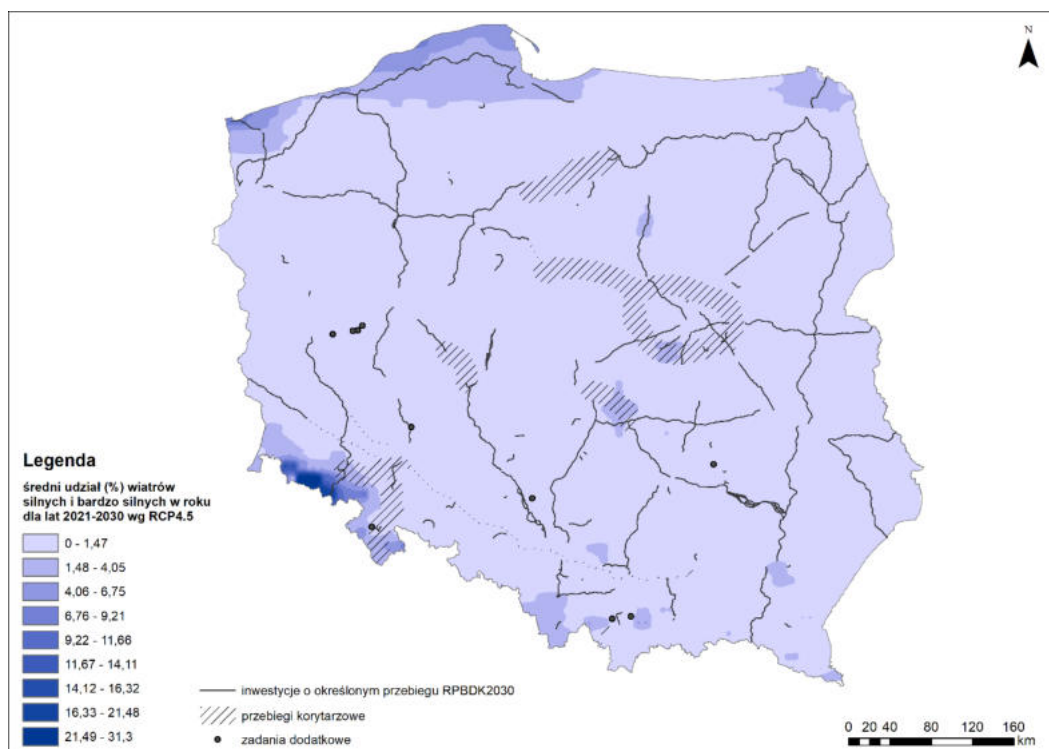 N
Legenda
średni udział (%) wiatrów
silnych i bardzo silnych w roku
dla lat 2021-2030 wg RCP4.5
0 - 1,47
1,48 - 4,05
4,06 - 6,75
6,76 - 9,21
9,22 - 11,66
11,67 - 14,11
14,12 - 16,32
16,33 - 21,48
21,49 - 31,3
inwestycje o określonym przebiegu RPBDK2030
przebiegi korytarzowe
zadania dodatkowe
0 20 40 80 120 160
km